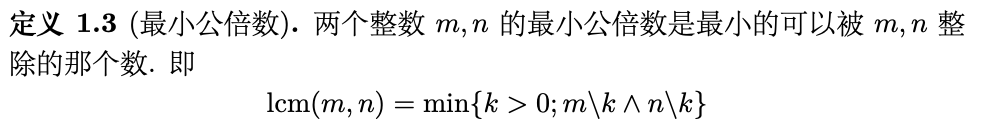 定义 1.3 (最小公倍数). 两个整数 m, n 的最小公倍数是最小的可以被 m, n 整
除的那个数. 即
lcm(m, n) = min{k > 0; m\k ∧ n\k}